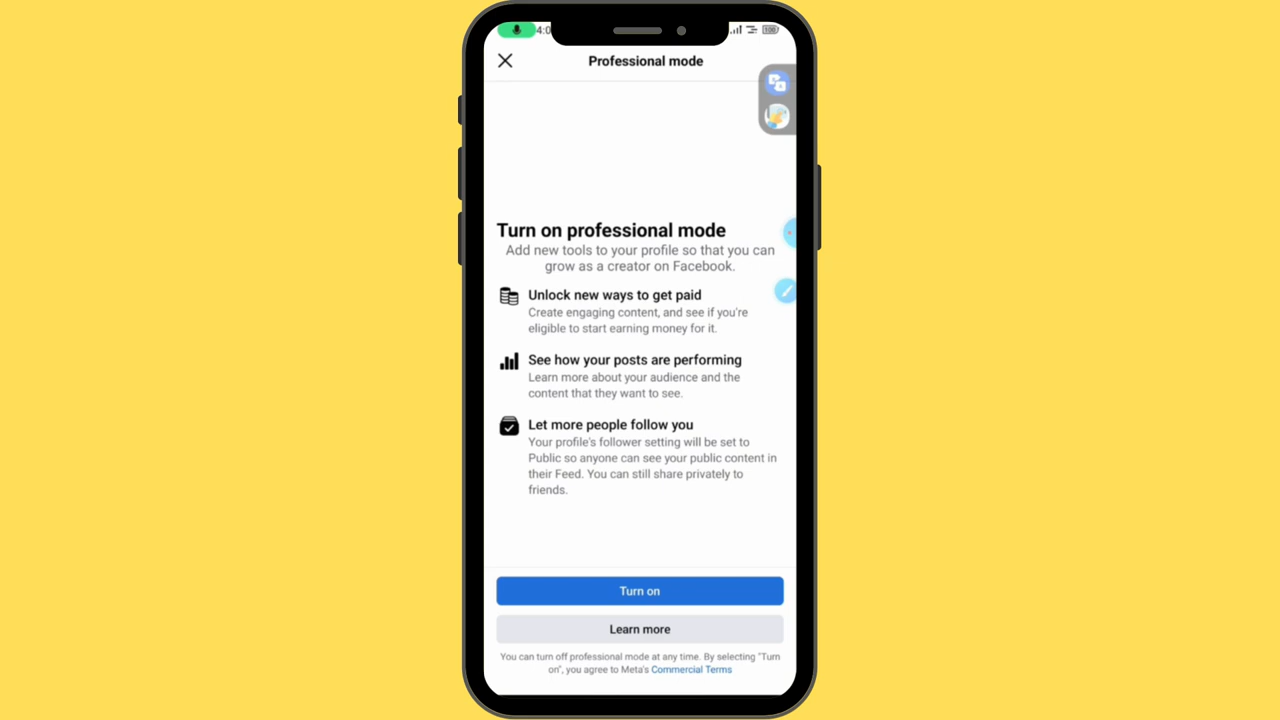 4:0
100
Professional mode
Turn on professional mode
Add new tools to your profile so that you can
grow as a creator on Facebook.
Unlock new ways to get paid
Create engaging content, and see if you're
eligible to start earning money for it.
See how your posts are performing
Learn more about your audience and the
content that they want to see.
Let more people follow you
Your profile's follower setting will be set to
Public so anyone can see your public content in
their Feed. You can still share privately to
friends.
Turn on
Learn more
You can turn off professional mode at any time. By selecting "Turn
on", you agree to Meta's Commercial Terms